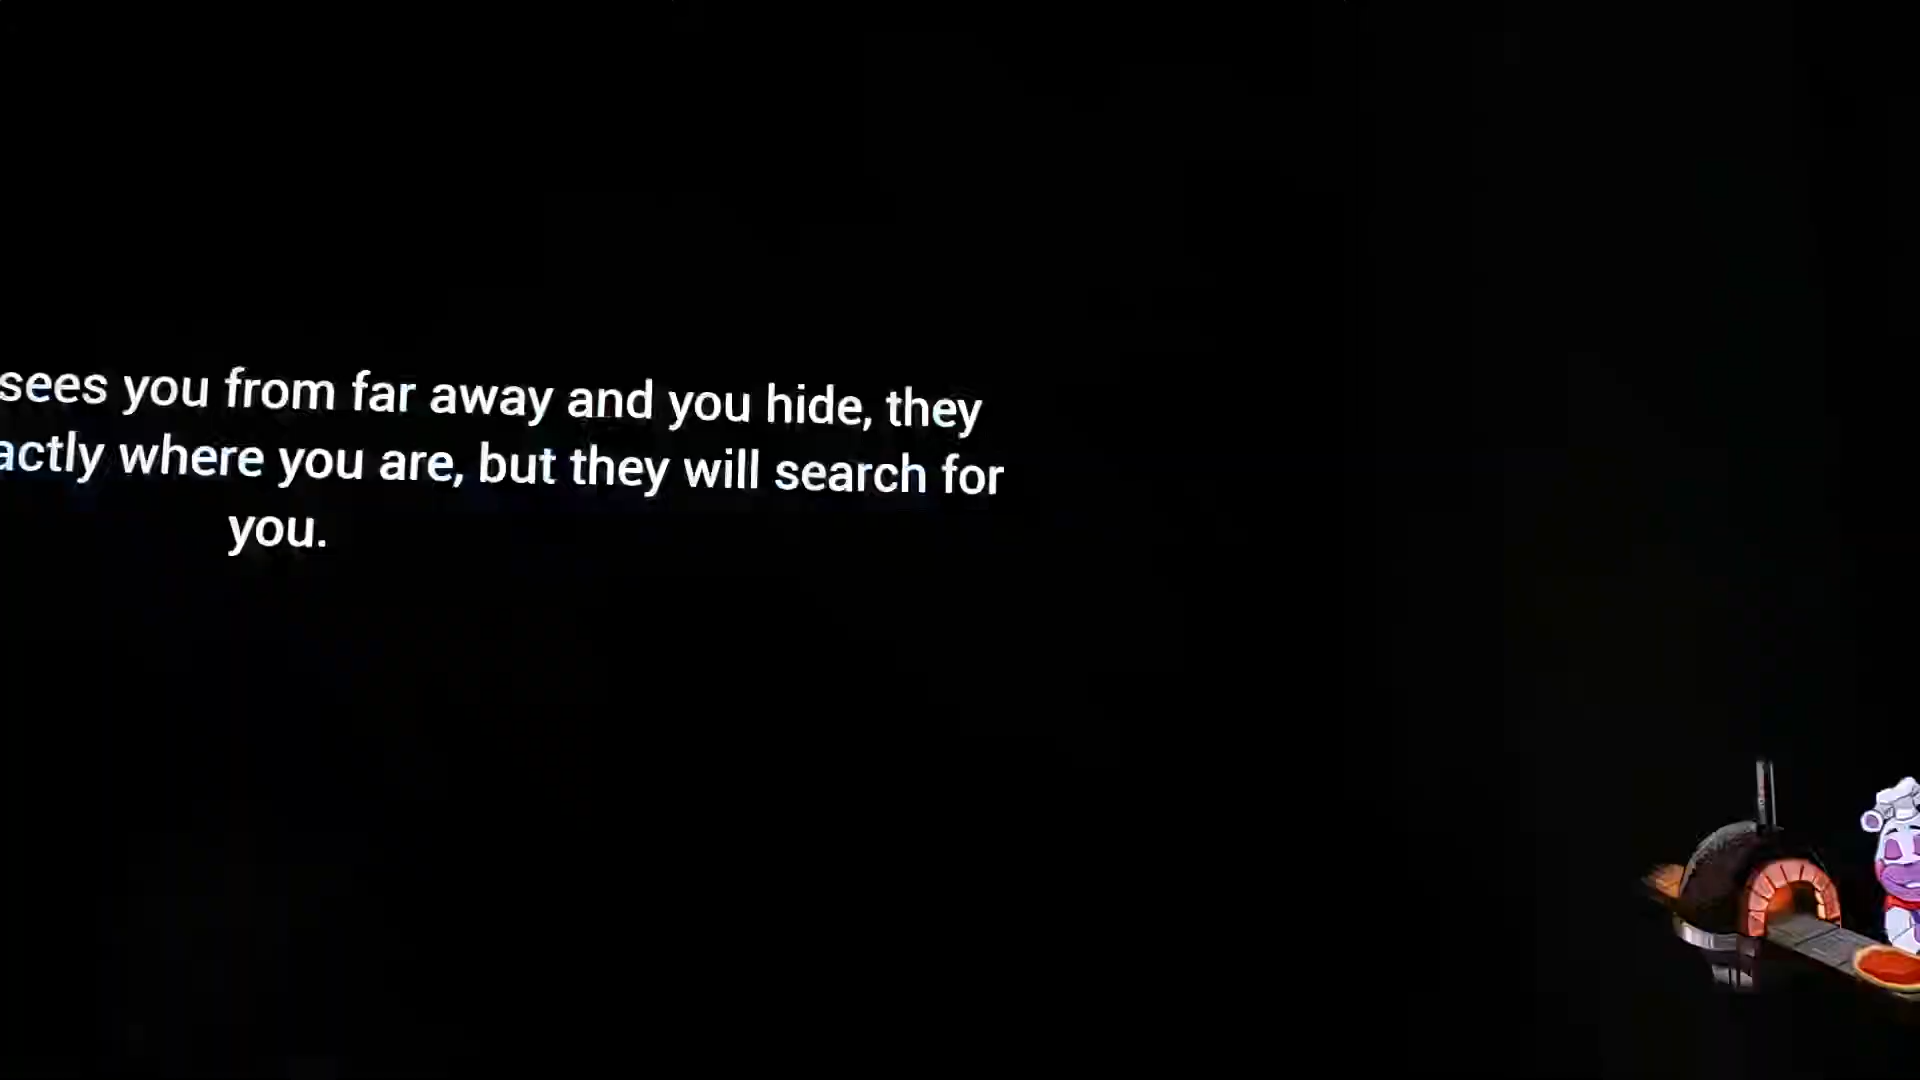 sees you from far away and you hide, they
actly where you are, but they will search for
you.